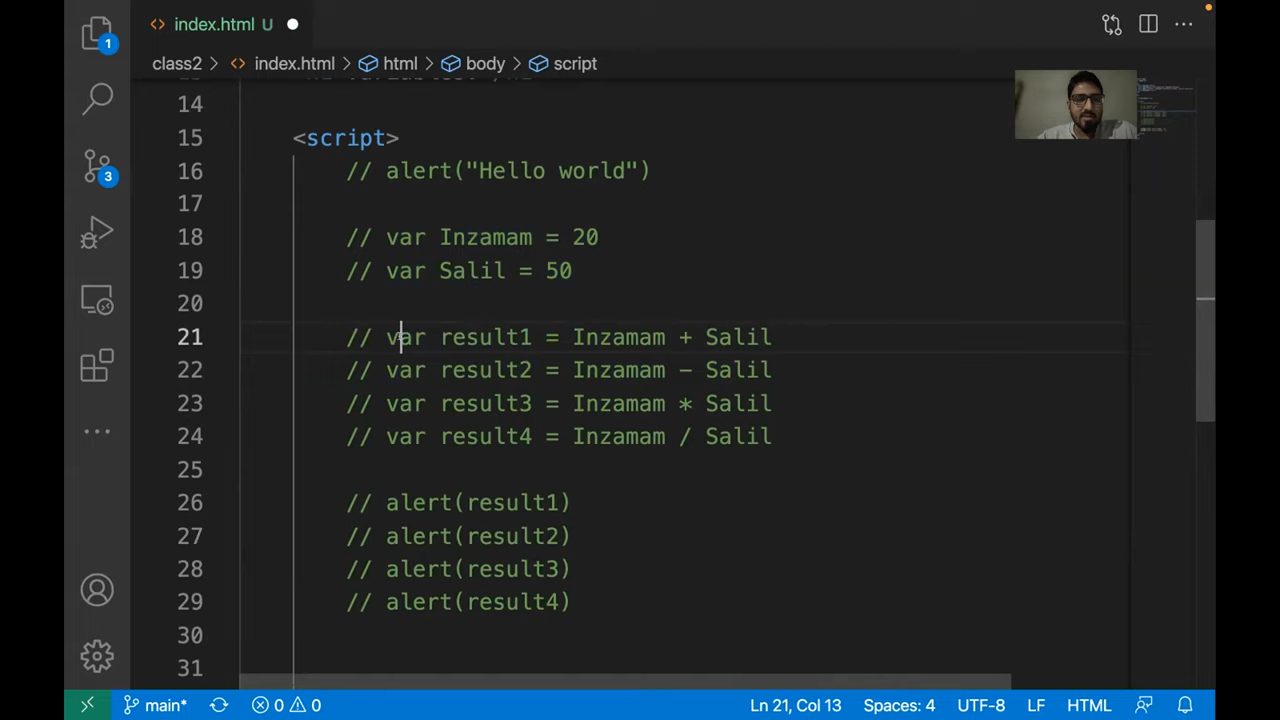 index.html U
class2 > index.html > html > body > script
14
15 <script>
16 // alert("Hello world")
17
18 // var Inzamam = 20
19 // var Salil = 50
20
21 // var result1 = Inzamam + Salil
22 // var result2 = Inzamam - Salil
23 // var result3 = Inzamam * Salil
24 // var result4 = Inzamam / Salil
25
26 // alert(result1)
27 // alert(result2)
28 // alert(result3)
29 // alert(result4)
30
31
1
3
main* 0 0 Ln 21, Col 13 Spaces: 4 UTF-8 LF HTML